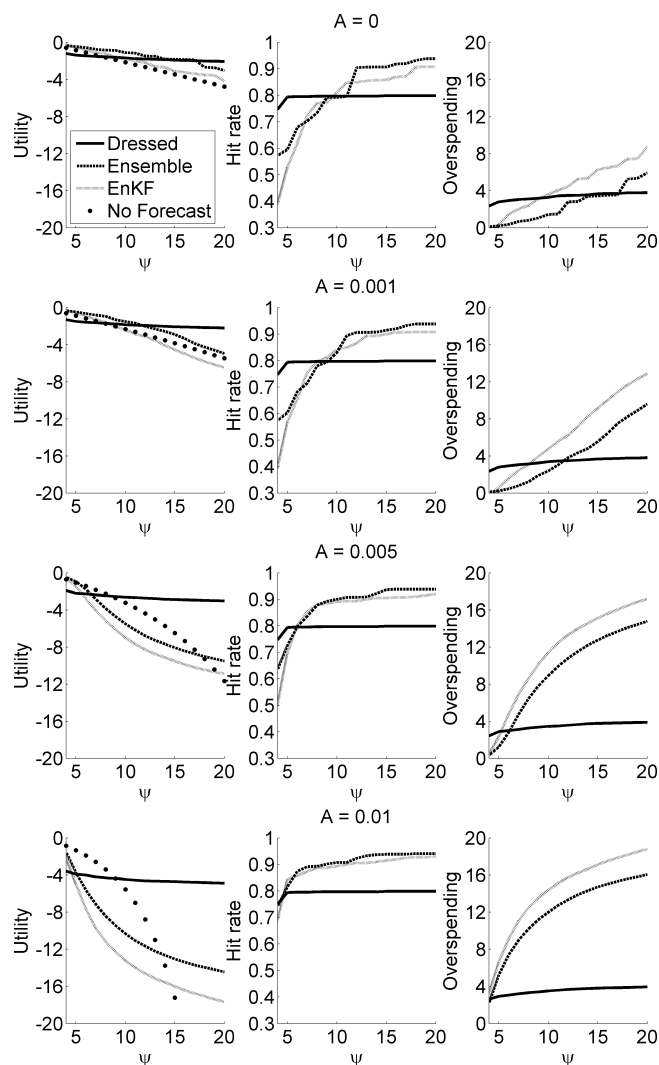 A = 0
Utility
0
-4
-8
-12
-16
-20
Dressed
Ensemble
EnKF
No Forecast
5 10 15 20
ψ
Hit rate
1
0.9
0.8
0.7
0.6
0.5
0.4
0.3
5 10 15 20
ψ
Overspending
20
16
12
8
4
0
5 10 15 20
ψ
A = 0.001
Utility
0
-4
-8
-12
-16
-20
5 10 15 20
ψ
Hit rate
1
0.9
0.8
0.7
0.6
0.5
0.4
0.3
5 10 15 20
ψ
Overspending
20
16
12
8
4
0
5 10 15 20
ψ
A = 0.005
Utility
0
-4
-8
-12
-16
-20
5 10 15 20
ψ
Hit rate
1
0.9
0.8
0.7
0.6
0.5
0.4
0.3
5 10 15 20
ψ
Overspending
20
16
12
8
4
0
5 10 15 20
ψ
A = 0.01
Utility
0
-4
-8
-12
-16
-20
5 10 15 20
ψ
Hit rate
1
0.9
0.8
0.7
0.6
0.5
0.4
0.3
5 10 15 20
ψ
Overspending
20
16
12
8
4
0
5 10 15 20
ψ